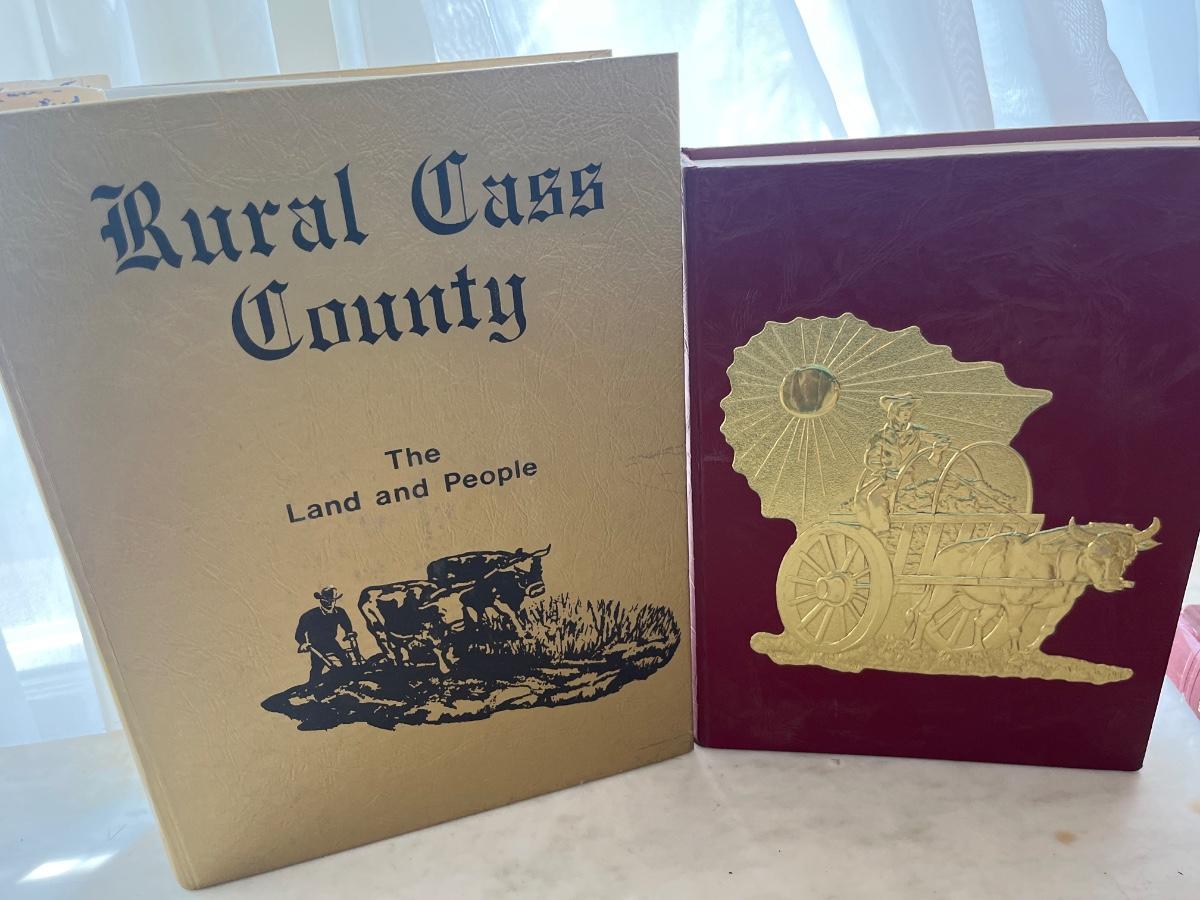 Rural Cass
County
The
Land and People